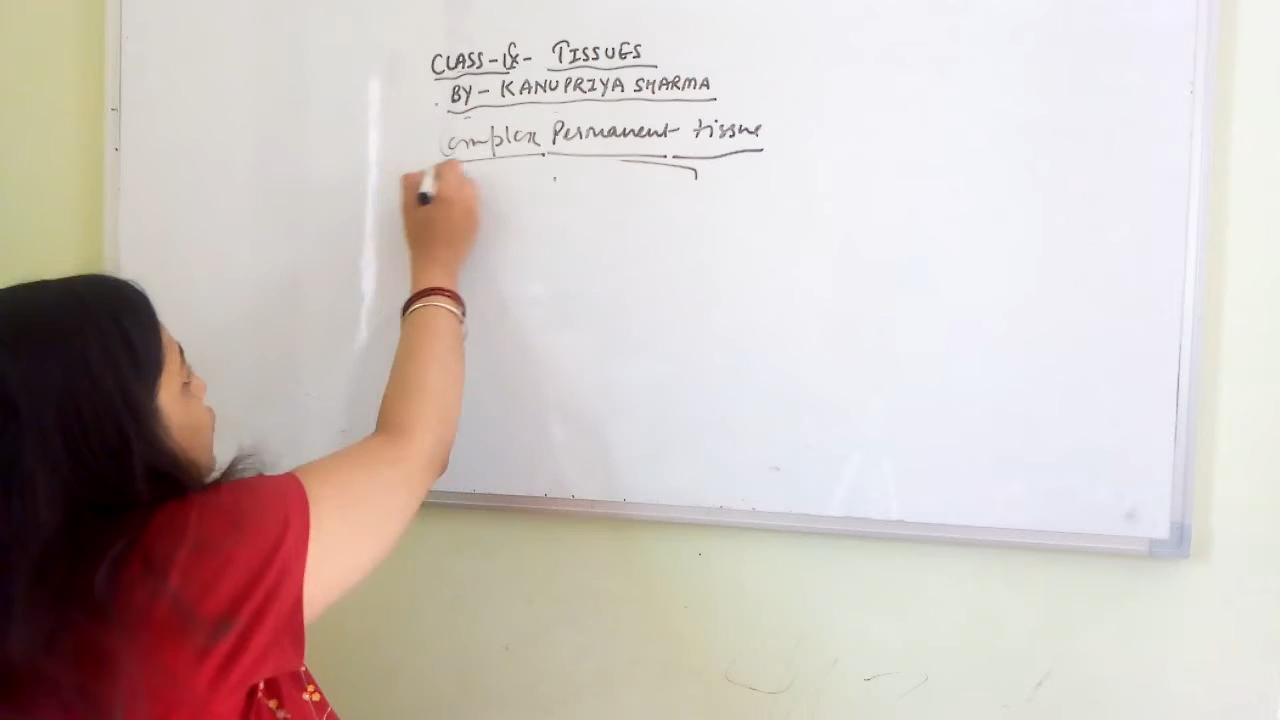 CLASS-IX- TISSUES
BY- KANUPRIYA SHARMA
Complex Permanent tissue